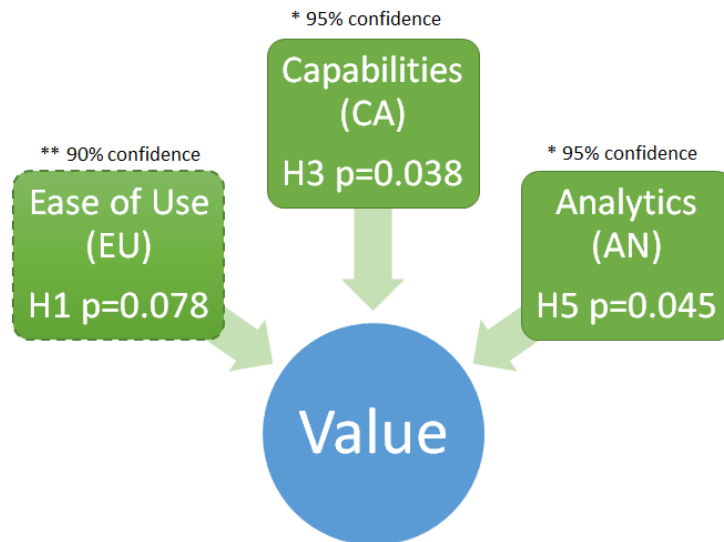 * 95% confidence
Capabilities
(CA)
H3 p=0.038
** 90% confidence
Ease of Use
(EU)
H1 p=0.078
* 95% confidence
Analytics
(AN)
H5 p=0.045
Value